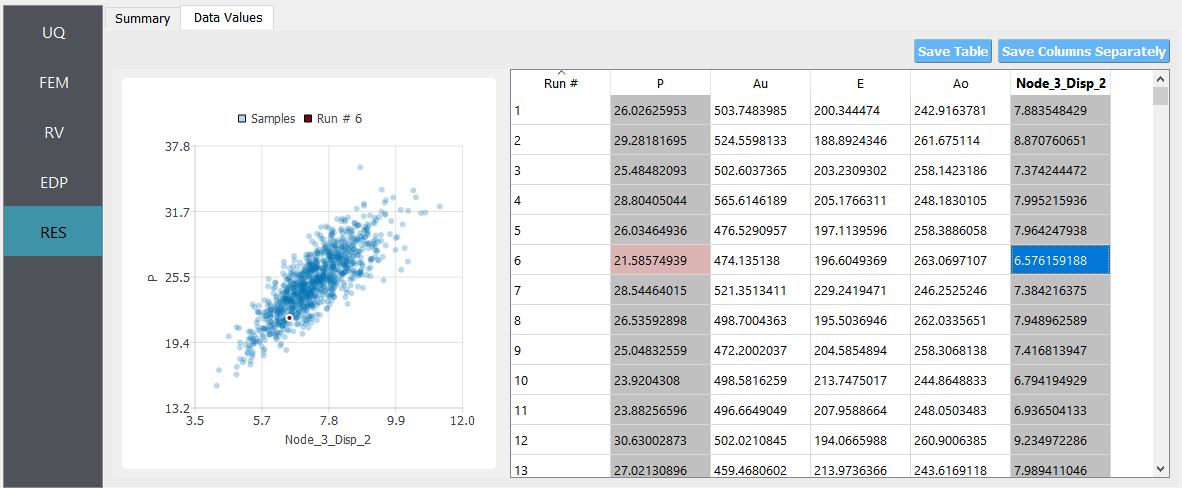 UQ
FEM
RV
EDP
RES
Summary Data Values
Save Table Save Columns Separately
Samples Run # 6
37.8
31.7
25.5
19.4
13.2
P
3.5 5.7 7.8 9.9 12.0
Node_3_Disp_2
Run # P Au E Ao Node_3_Disp_2
1 26.02625953 503.7483985 200.344474 242.9163781 7.883548429
2 29.28181695 524.5598133 188.8924346 261.675114 8.870760651
3 25.48482093 502.6037365 203.2309302 258.1423186 7.374244472
4 28.80405044 565.6146189 205.1766311 248.1830105 7.995215936
5 26.03464936 476.5290957 197.1139596 258.3886058 7.964247938
6 21.58574939 474.135138 196.6049369 263.0697107 6.576159188
7 28.54464015 521.3513411 229.2419471 246.2525246 7.384216375
8 26.53592898 498.7004363 195.5036946 262.0335651 7.948962589
9 25.04832559 472.2002037 204.5854894 258.3068138 7.416813947
10 23.9204308 498.5816259 213.7475017 244.8648833 6.794194929
11 23.88256596 496.6649049 207.9588664 248.0503483 6.936504133
12 30.63002873 502.0210845 194.0665988 260.9006385 9.234972286
13 27.02130896 459.4680602 213.9736366 243.6169118 7.989411046